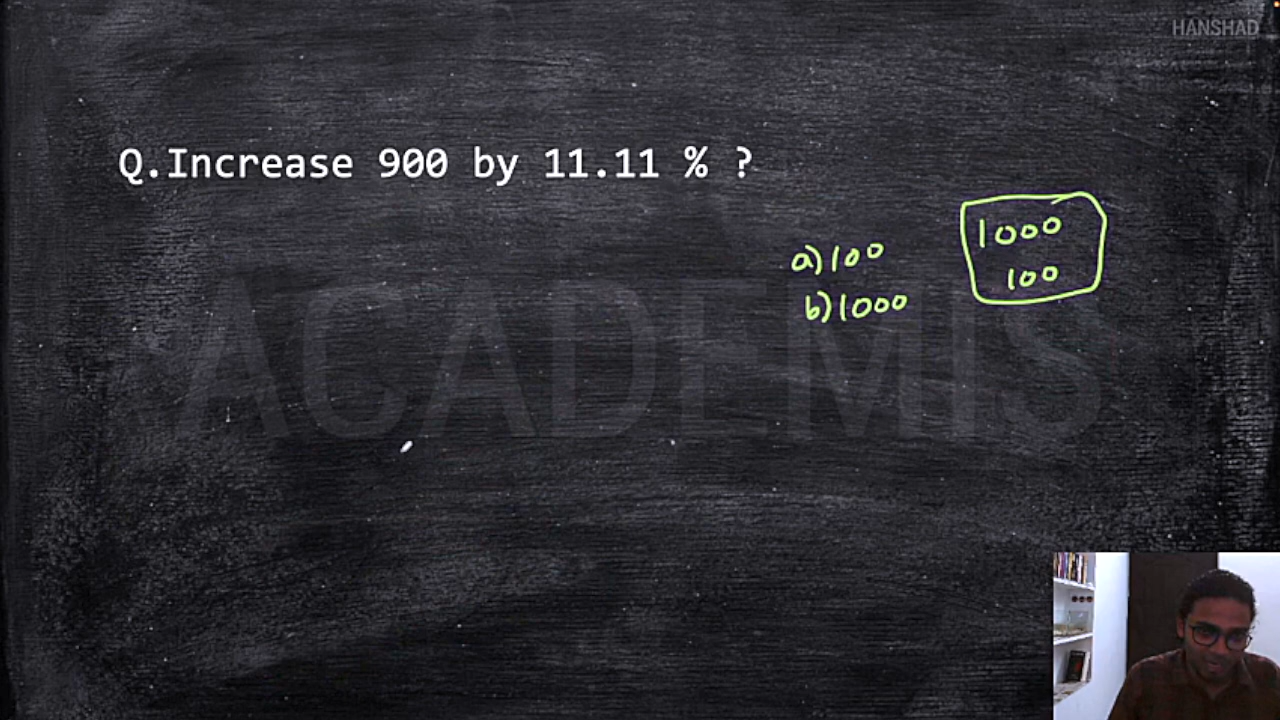 HANSHAD
Q.Increase 900 by 11.11 % ?
1000
100
a) 100
b) 1000
ACADEMIS